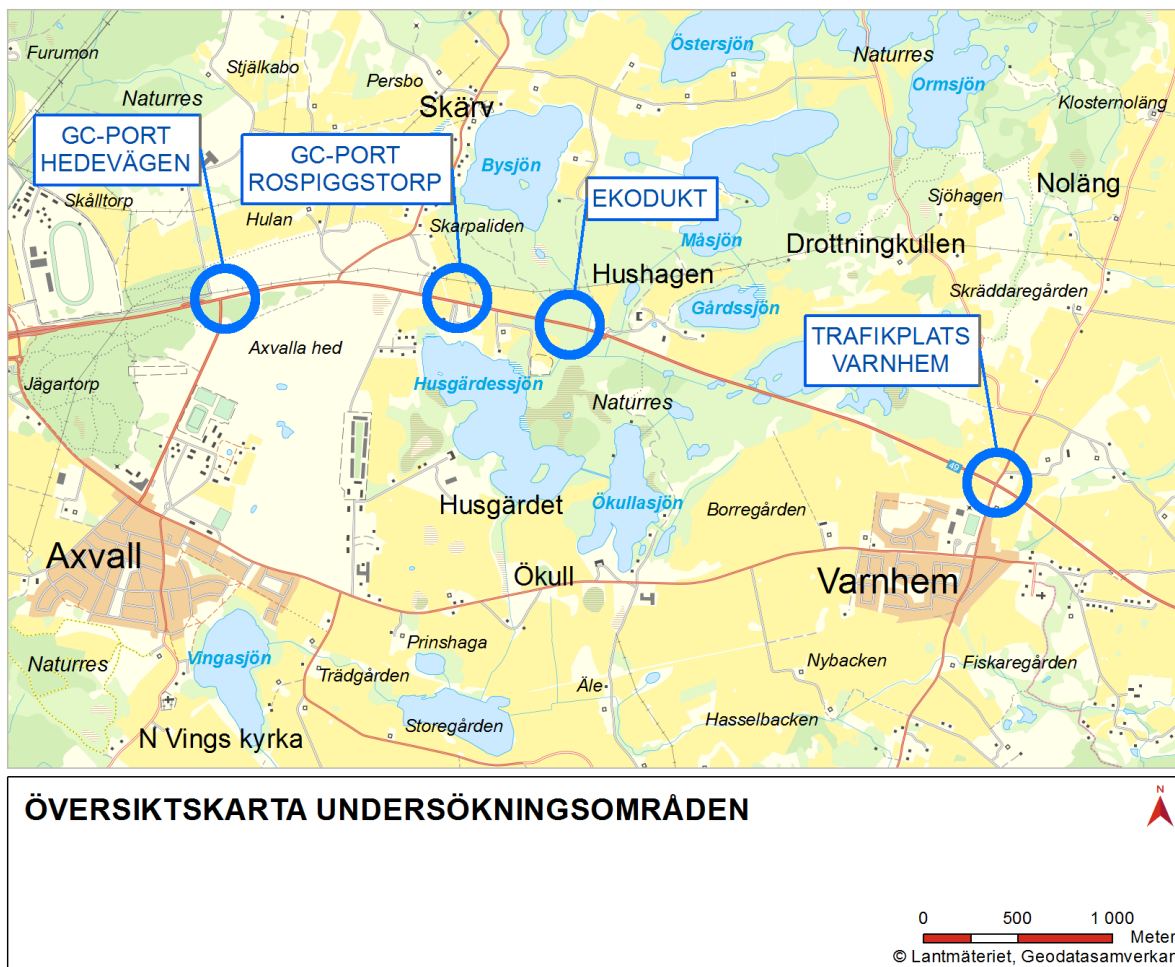 Furumon
Stjälkabo
Östersjön
Naturres
Ormsjön
Persbo
Naturres
Skärv
Klosternoläng
GC-PORT
HEDEVÄGEN
GC-PORT
ROSPIGGSTORP
Bysjön
EKODUKT
Skålltorp
Hulan
Skarpaliden
Måsjön
Sjöhagen
Noläng
Drottningkullen
Hushagen
Gårdssjön
Skräddaregården
Axvalla hed
TRAFIKPLATS
VARNHEM
Jägartorp
Husgärdessjön
Naturres
49
Husgärdet
Ökullasjön
Borregården
Axvall
Ökull
Varnhem
Prinshaga
Naturres
Vingasjön
Trädgården
Nybacken
Fiskaregården
Äle
Storegården
Hasselbacken
N Vings kyrka
ÖVERSIKTSKARTA UNDERSÖKNINGSOMRÅDEN
N
0 500 1 000
Meter
© Lantmäteriet, Geodatasamverkan